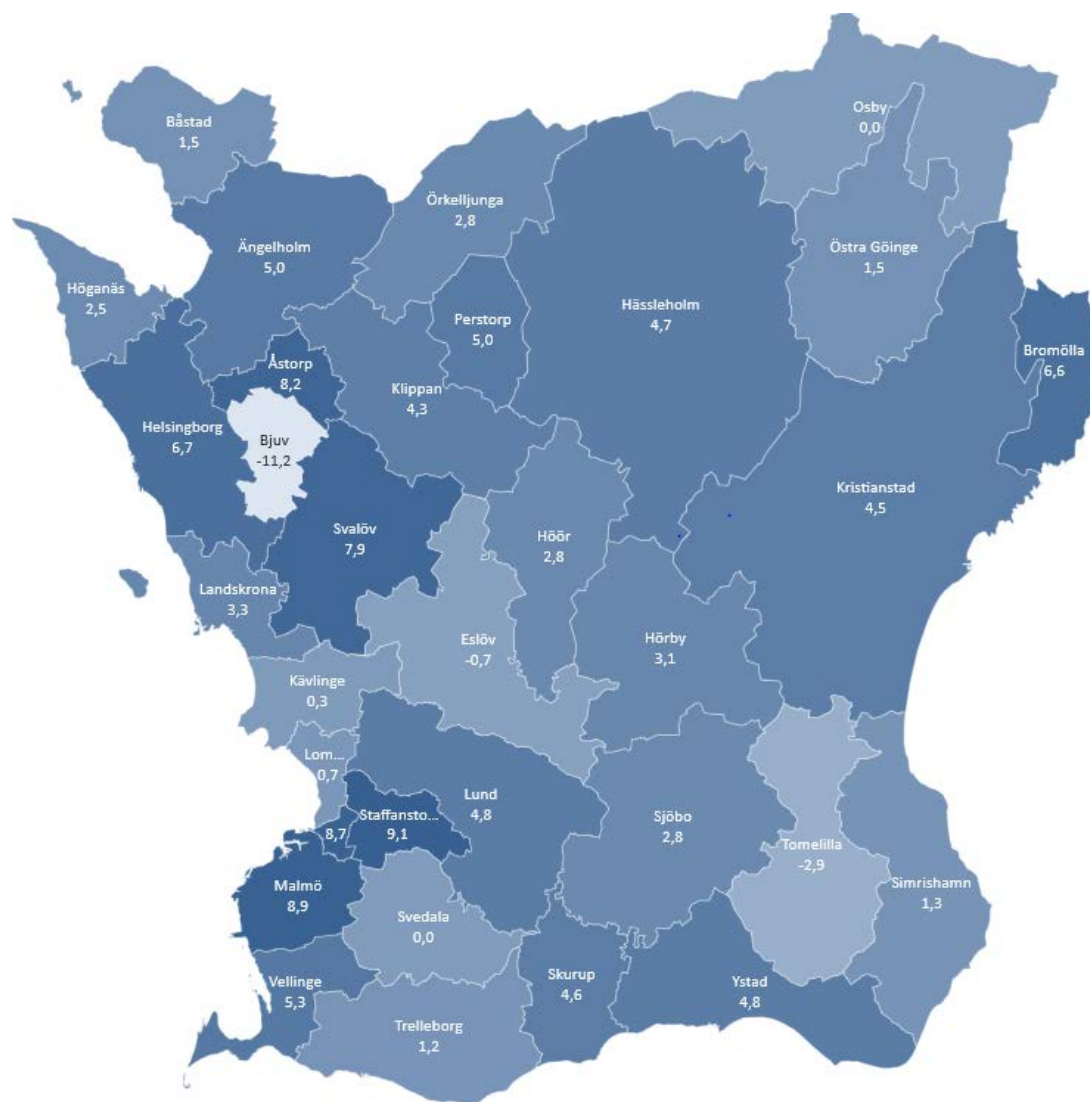 Båstad
1,5
Osby
0,0
Örkelljunga
2,8
Ängelholm
5,0
Östra Göinge
1,5
Höganäs
2,5
Hässleholm
4,7
Perstorp
5,0
Bromölla
6,6
Åstorp
8,2
Klippan
4,3
Helsingborg
6,7
Bjuv
-11,2
Kristianstad
4,5
Svalöv
7,9
Höör
2,8
Landskrona
3,3
Eslöv
-0,7
Hörby
3,1
Kävlinge
0,3
Lom...
0,7
Lund
4,8
Staffansto...
9,1
8,7
Sjöbo
2,8
Tomelilla
-2,9
Malmö
8,9
Simrishamn
1,3
Svedala
0,0
Skurup
4,6
Vellinge
5,3
Ystad
4,8
Trelleborg
1,2